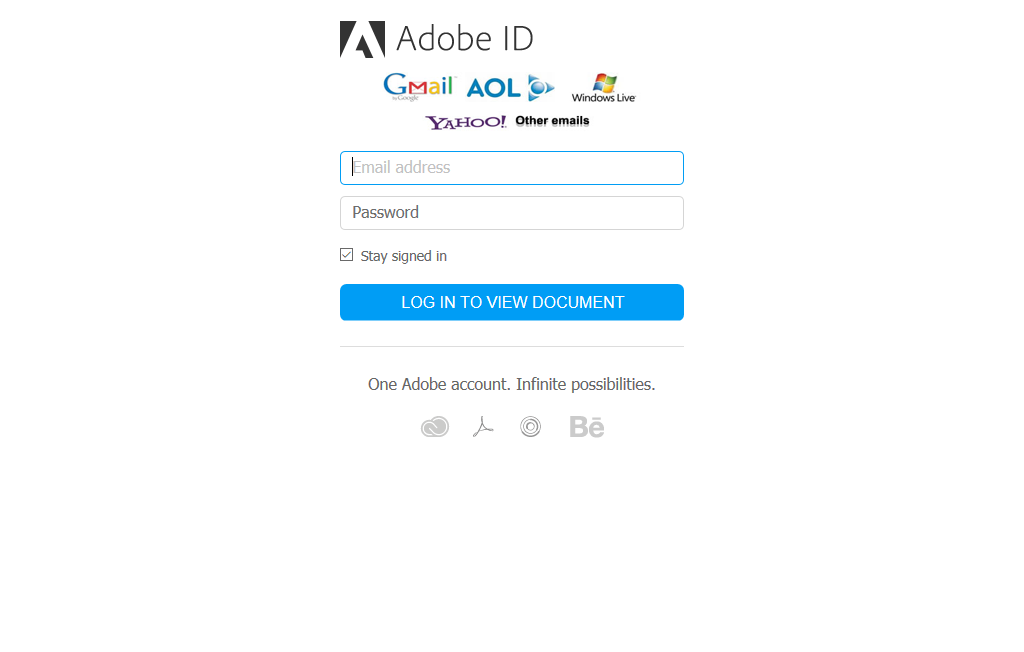 Adobe ID
Gmail AOL Windows Live
by Google
YAHOO! Other emails
Email address
Password
Stay signed in
LOG IN TO VIEW DOCUMENT
One Adobe account. Infinite possibilities.
Bē